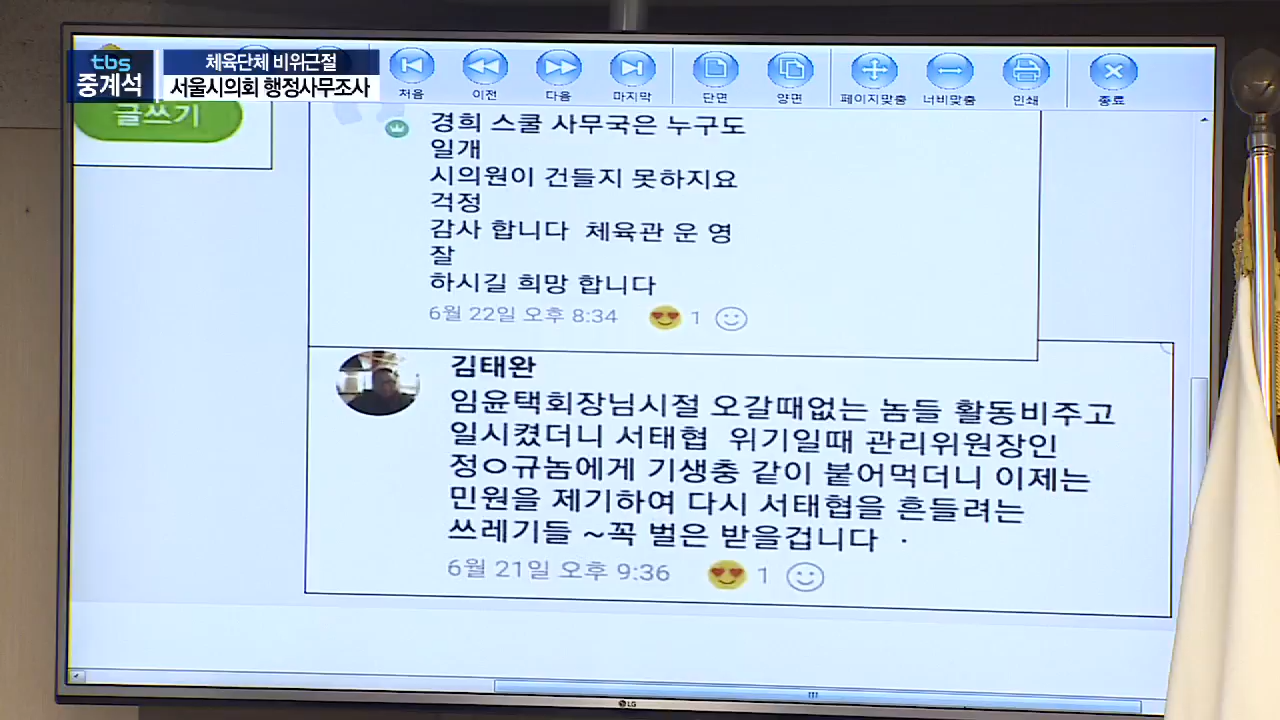 tbs
중계석
체육단체 비위근절
서울시의회 행정사무조사
처음
이전
다음
마지막
단면
양면
페이지맞춤
너비맞춤
인쇄
종료
글쓰기
경희 스쿨 사무국은 누구도
일개
시의원이 건들지 못하지요
걱정
감사 합니다 체육관 운 영
잘
하시길 희망 합니다
6월 22일 오후 8:34
1
김태완
임윤택회장님시절 오갈때없는 놈들 활동비주고
일시켰더니 서태협 위기일때 관리위원장인
정ㅇ규놈에게 기생충 같이 붙어먹더니 이제는
민원을 제기하여 다시 서태협을 흔들려는
쓰레기들 ~꼭 벌은 받을겁니다 .
6월 21일 오후 9:36
1
LG